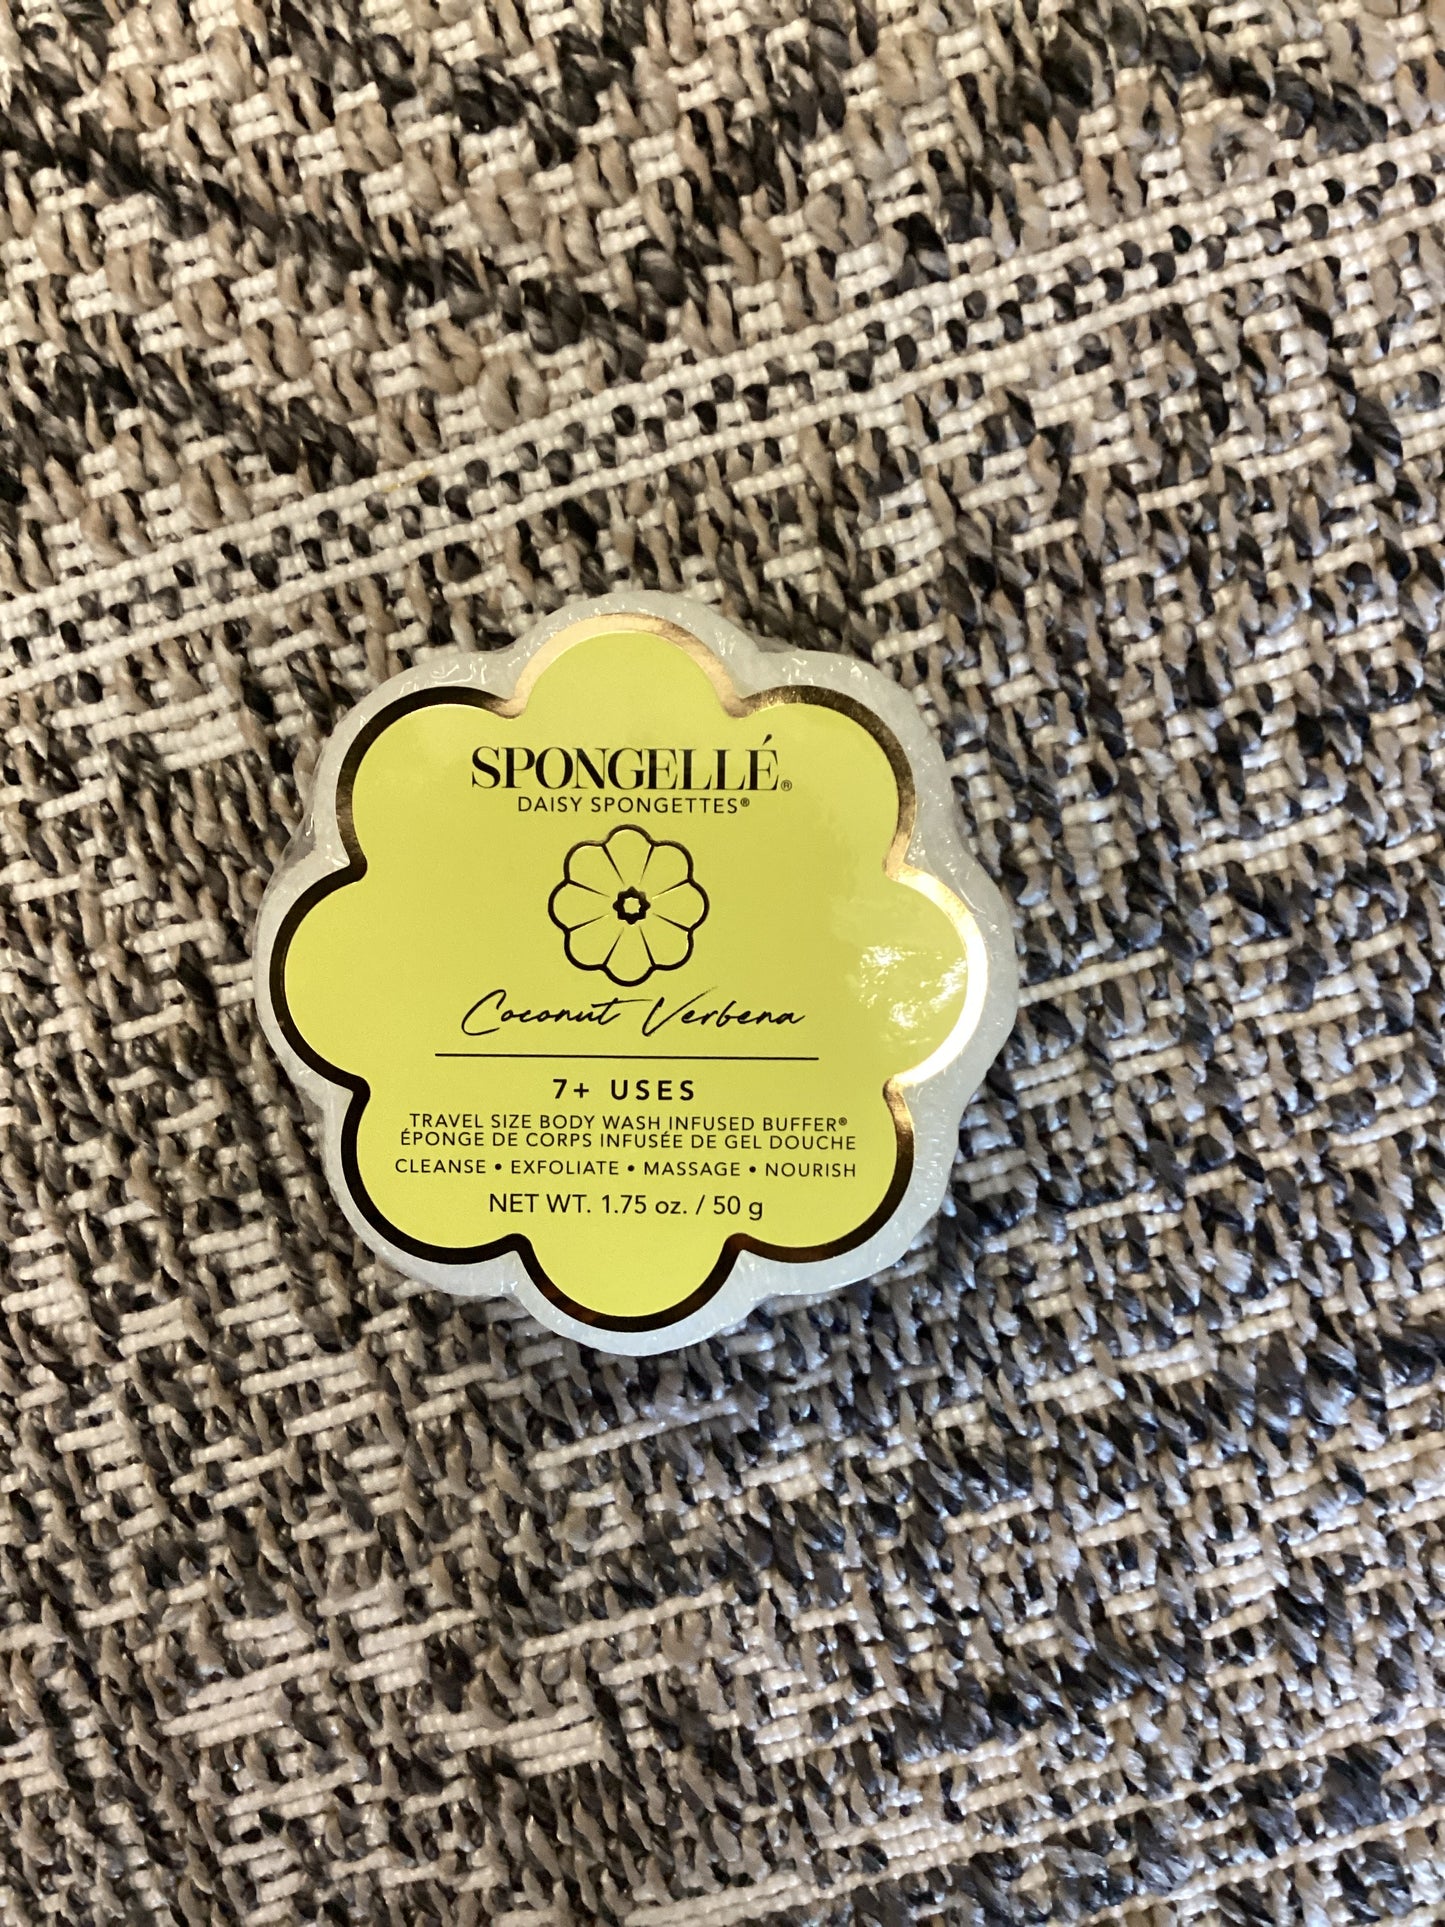 SPONGELLÉ®
DAISY SPONGETTES®
Coconut Verbena
7+ USES
TRAVEL SIZE BODY WASH INFUSED BUFFER®
ÉPONGE DE CORPS INFUSÉE DE GEL DOUCHE
CLEANSE • EXFOLIATE • MASSAGE • NOURISH
NET WT. 1.75 oz. / 50 g